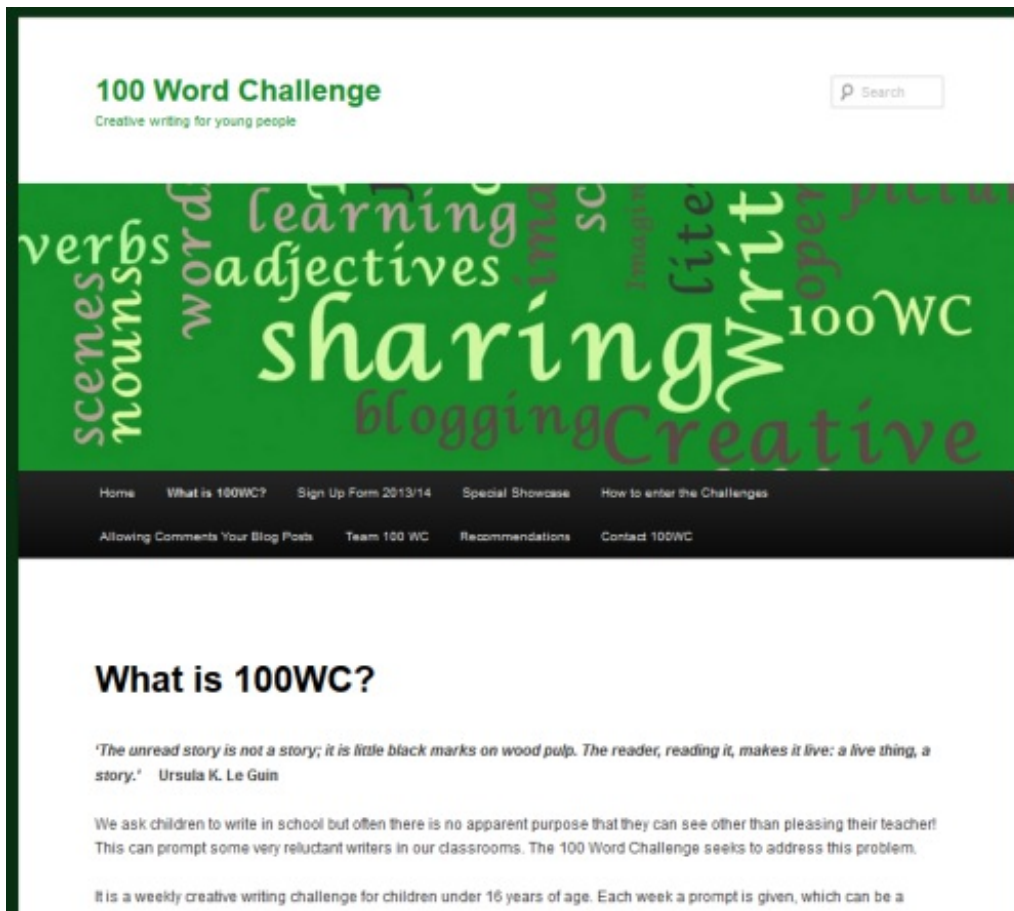 100 Word Challenge
Creative writing for young people
Search
verbs
scenes
nouns
word
learning
adjectives
sharing
blogging
Creative
Writ
100 WC
What is 100WC?
Home What is 100WC? Sign Up Form 2013/14 Special Showcase How to enter the Challenges
Allowing Comments Your Blog Posts Team 100 WC Recommendations Contact 100WC
What is 100WC?
‘The unread story is not a story; it is little black marks on wood pulp. The reader, reading it, makes it live: a live thing, a
story.’ Ursula K. Le Guin
We ask children to write in school but often there is no apparent purpose that they can see other than pleasing their teacher!
This can prompt some very reluctant writers in our classrooms. The 100 Word Challenge seeks to address this problem.
It is a weekly creative writing challenge for children under 16 years of age. Each week a prompt is given, which can be a